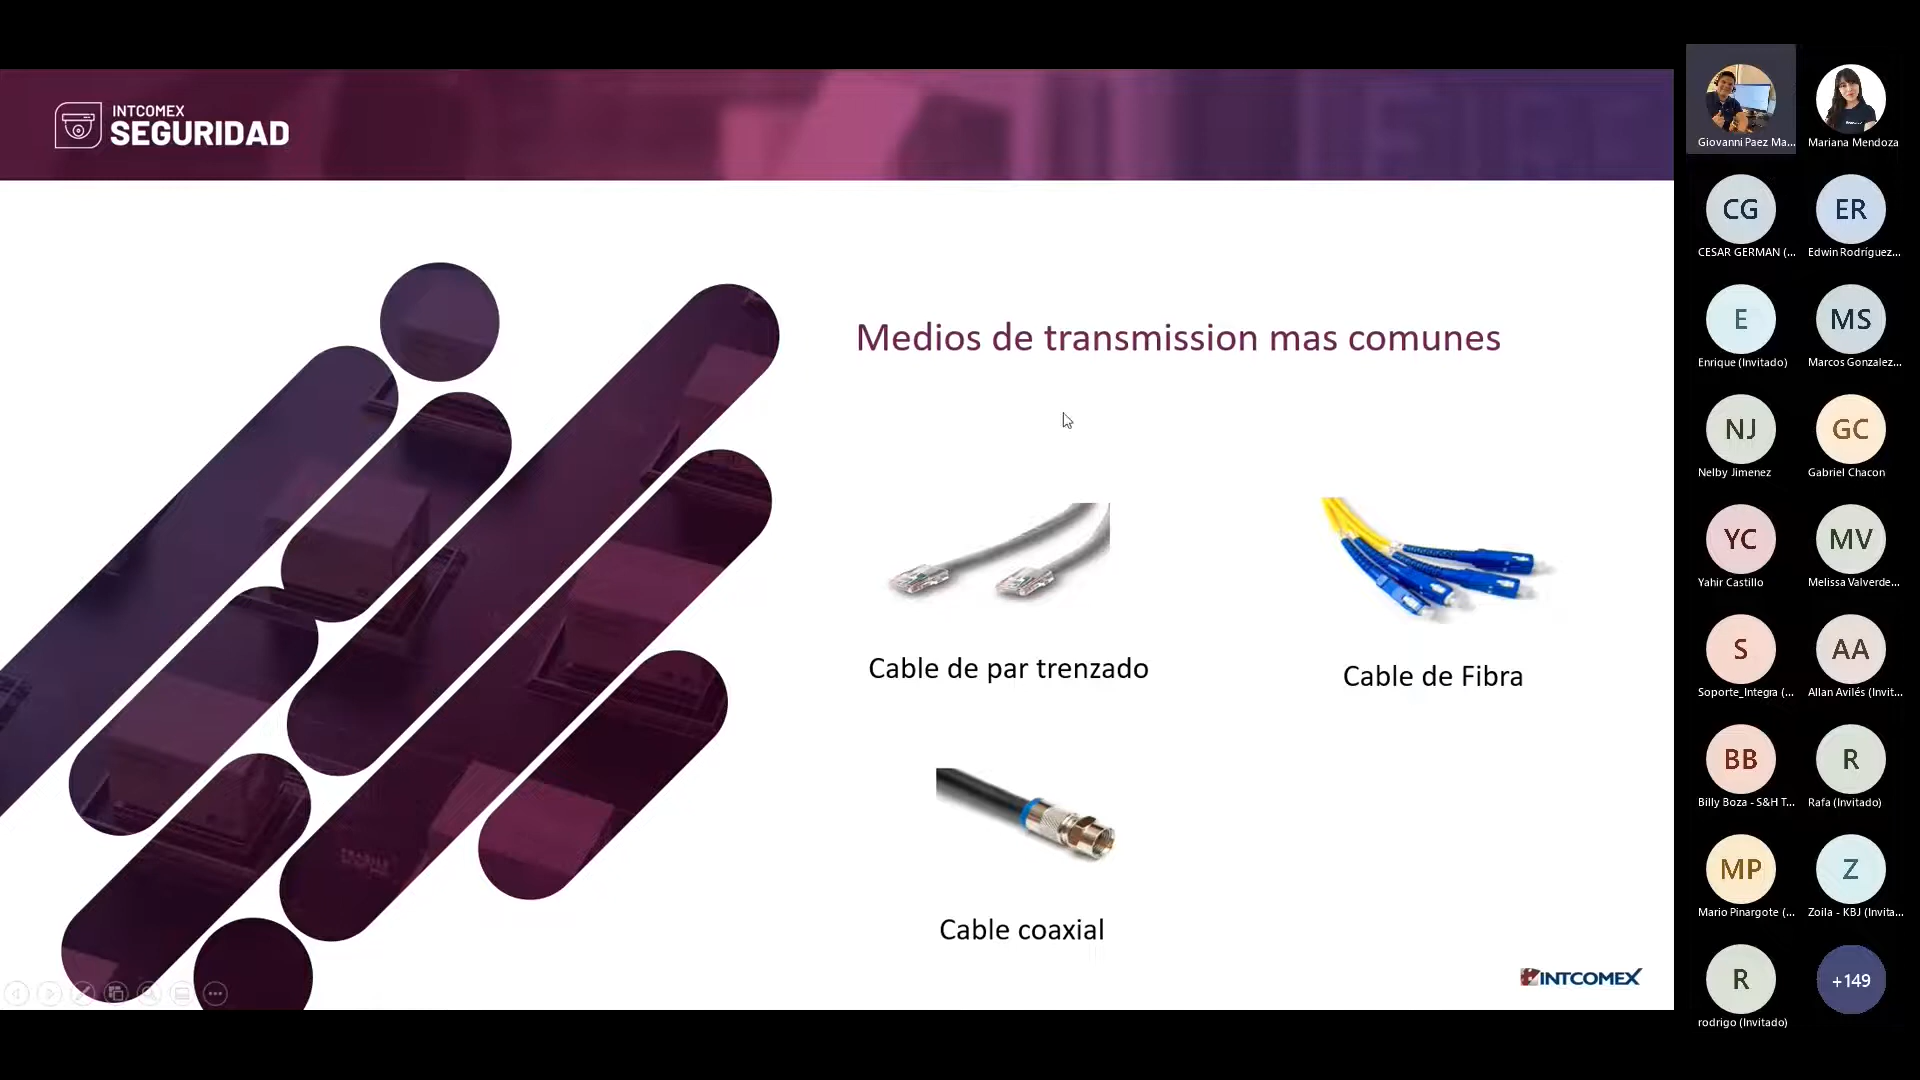 INTCOMEX
SEGURIDAD
Medios de transmission mas comunes
Cable de par trenzado
Cable de Fibra
Cable coaxial
INTCOMEX
Giovanni Paez Ma...
Mariana Mendoza
CG
CESAR GERMAN (...
ER
Edwin Rodríguez...
E
Enrique (Invitado)
MS
Marcos Gonzalez...
NJ
Nelby Jimenez
GC
Gabriel Chacon
YC
Yahir Castillo
MV
Melissa Valverde...
S
Soporte_Integra (...
AA
Allan Avilés (Invit...
BB
Billy Boza - S&H T...
R
Rafa (Invitado)
MP
Mario Pinargote (...
Z
Zoila - KBJ (Invita...
R
rodrigo (Invitado)
+149